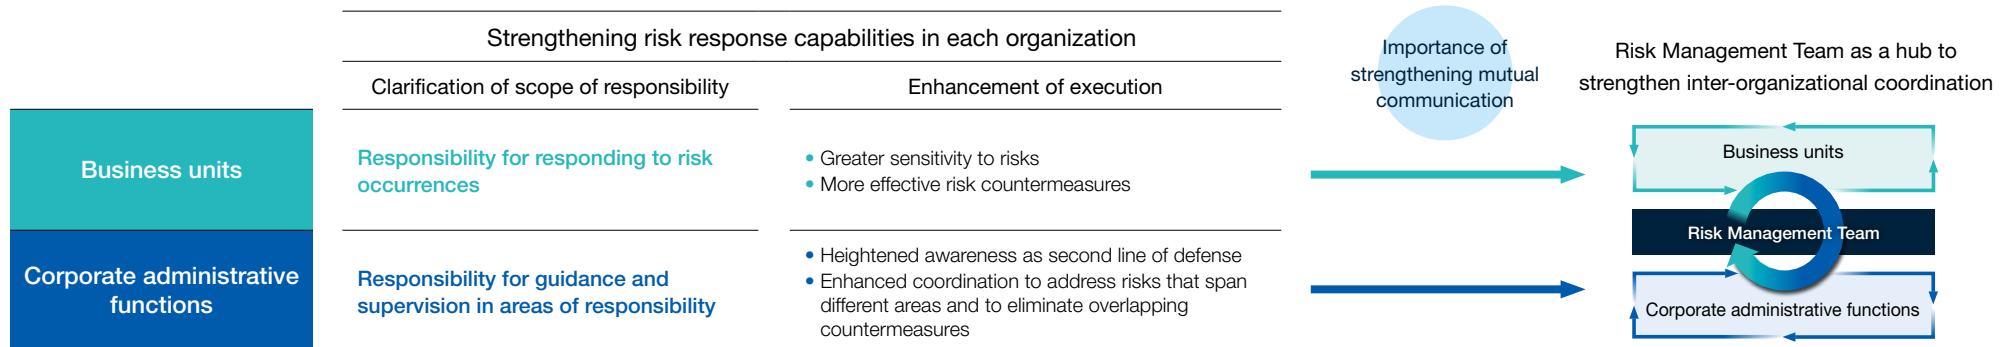 Strengthening risk response capabilities in each organization
Clarification of scope of responsibility
Enhancement of execution
Business units
Responsibility for responding to risk
occurrences
• Greater sensitivity to risks
• More effective risk countermeasures
Corporate administrative
functions
Responsibility for guidance and
supervision in areas of responsibility
• Heightened awareness as second line of defense
• Enhanced coordination to address risks that span
different areas and to eliminate overlapping
countermeasures
Importance of
strengthening mutual
communication
Risk Management Team as a hub to
strengthen inter-organizational coordination
Business units
Risk Management Team
Corporate administrative functions